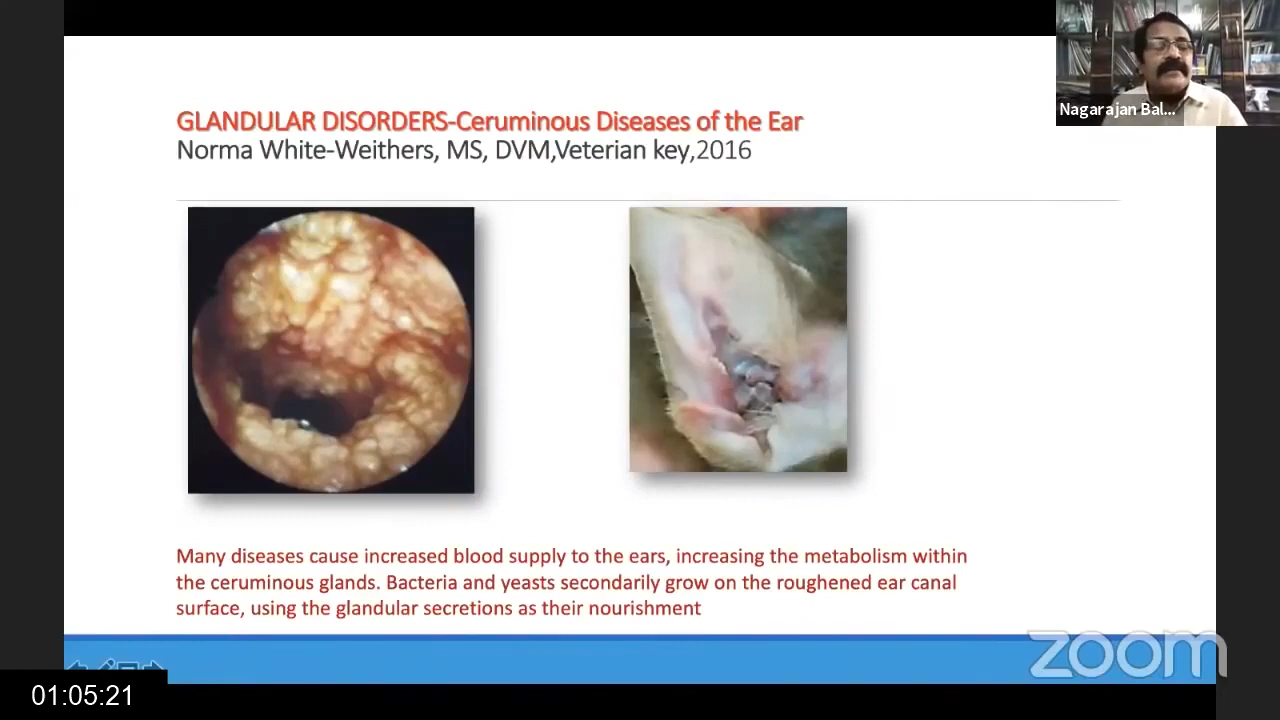 GLANDULAR DISORDERS-Ceruminous Diseases of the Ear
Norma White-Weithers, MS, DVM,Veterian key,2016
Nagarajan Bal...
Many diseases cause increased blood supply to the ears, increasing the metabolism within
the ceruminous glands. Bacteria and yeasts secondarily grow on the roughened ear canal
surface, using the glandular secretions as their nourishment
zoom
01:05:21